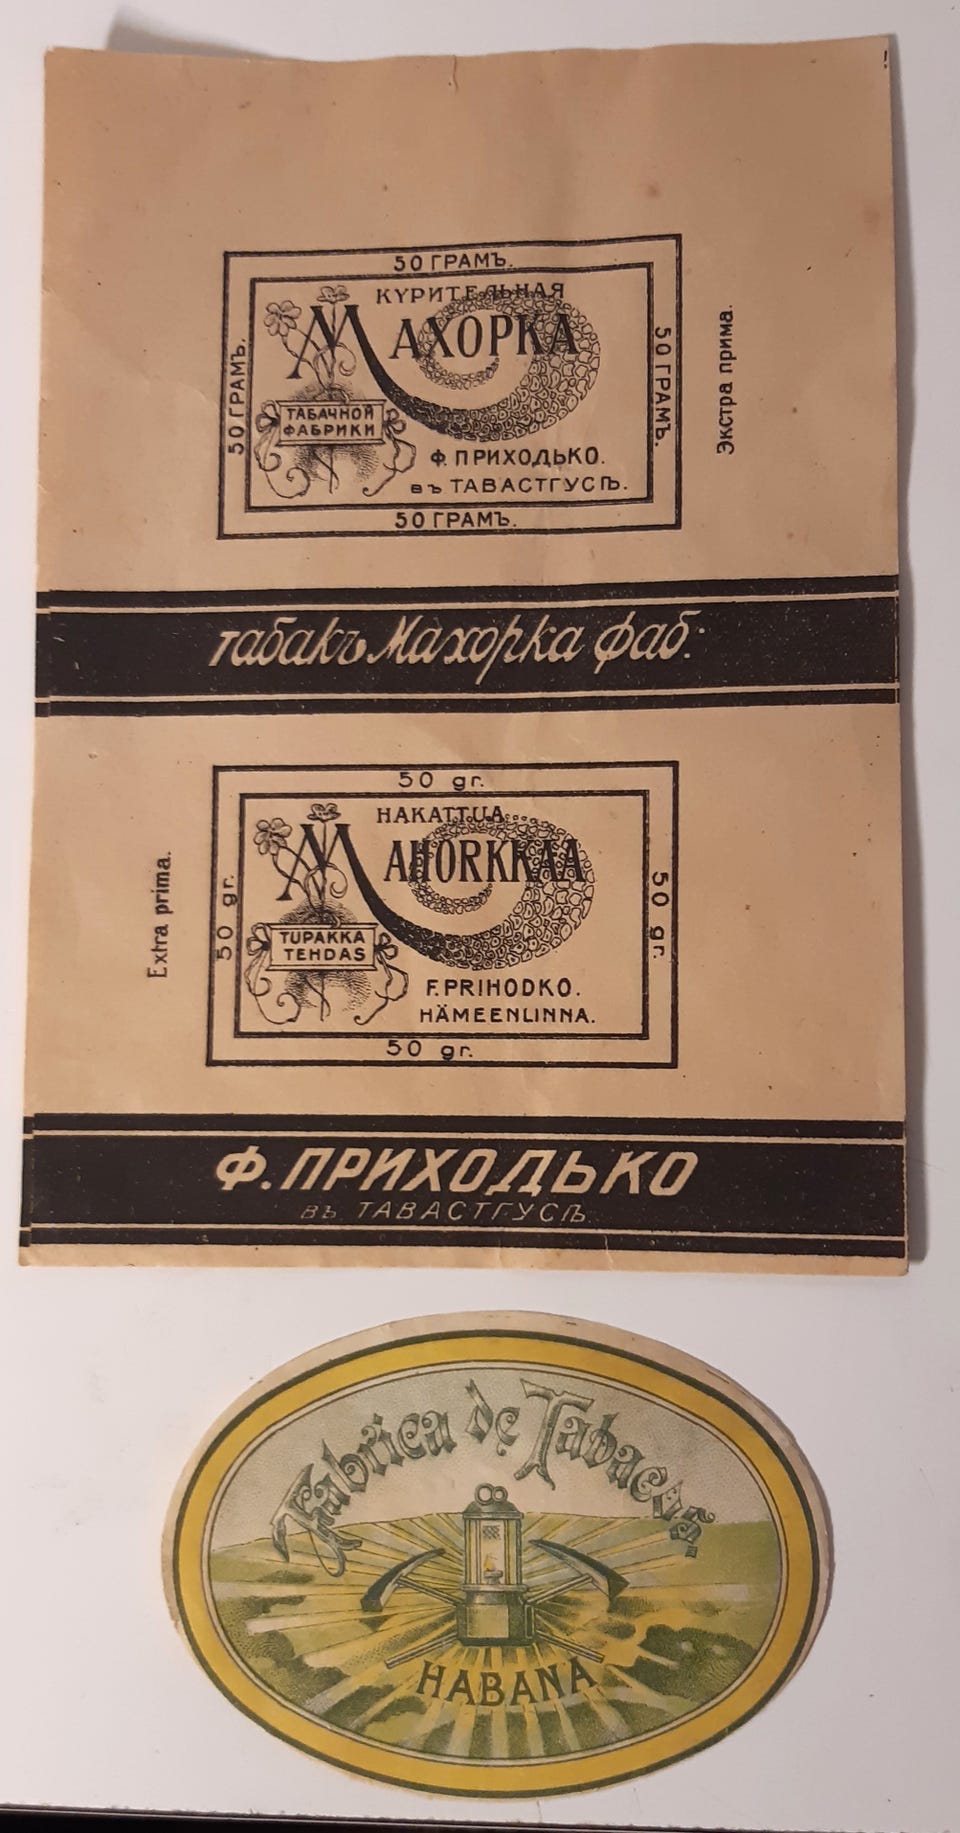 50 ГРАМЪ.
КУРИТЕЛЬНАЯ
МАХОРКА
50 ГРАМЪ.
50 ГРАМЪ.
Экстра прима.
ТАБАЧНОЙ
ФАБРИКИ
Ф. ПРИХОДЬКО.
въ ТАВАСТГУСѢ.
50 ГРАМЪ.
табакъ Махорка фаб:
50 gr.
HAKATTUA
MAHORKKAA
Extra prima.
50 gr.
50 gr.
TUPAKKA
TEHDAS
F. PRIHODKO.
HÄMEENLINNA.
50 gr.
Ф. ПРИХОДЬКО
въ ТАВАСТГУСѢ
Fabrica de Tabacos.
HABANA